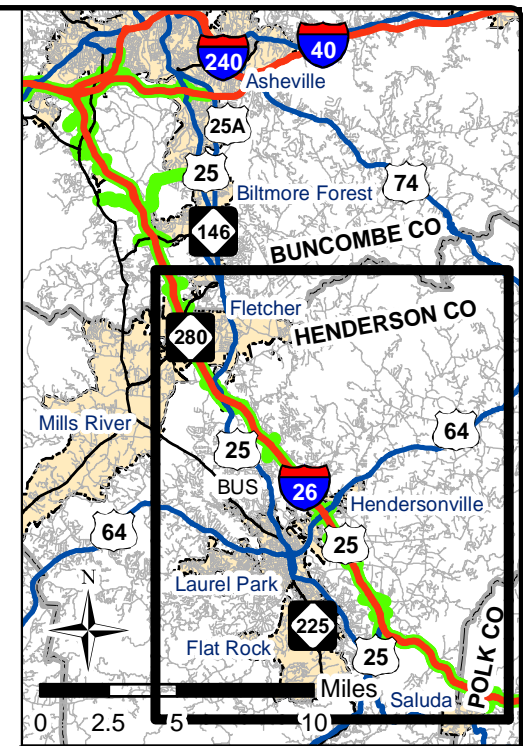 240
40
Asheville
25A
25
74
Biltmore Forest
146
BUNCOMBE CO
Fletcher
HENDERSON CO
280
Mills River
64
25
BUS
26
Hendersonville
64
25
N
Laurel Park
225
Flat Rock
25
POLK CO
Miles
Saluda
0 2.5 5 10